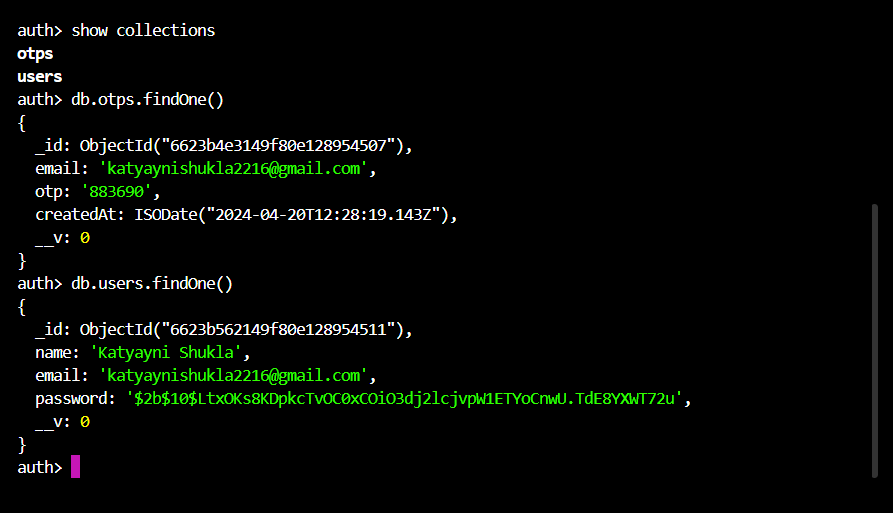 auth> show collections
otps
users
auth> db.otps.findOne()
{
  _id: ObjectId("6623b4e3149f80e128954507"),
  email: 'katyaynishukla2216@gmail.com',
  otp: '883690',
  createdAt: ISODate("2024-04-20T12:28:19.143Z"),
  __v: 0
}
auth> db.users.findOne()
{
  _id: ObjectId("6623b562149f80e128954511"),
  name: 'Katyayni Shukla',
  email: 'katyaynishukla2216@gmail.com',
  password: '$2b$10$LtxOKs8KDpkcTvOC0xCOiO3dj2lcjvpW1ETYoCnwU.TdE8YXWT72u',
  __v: 0
}
auth>